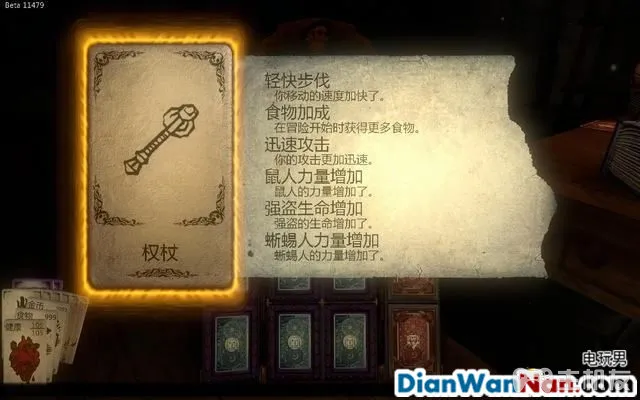 Beta 11479
轻快步伐
你移动的速度加快了。
食物加成
在冒险开始时获得更多食物。
迅速攻击
你的攻击更加迅速。
鼠人力量增加
鼠人的力量增加了。
强盗生命增加
强盗的生命增加了。
蜥蜴人力量增加
蜥蜴人的力量增加了。
权杖
金币
食物 999
健康 100
100
电玩男
DianWanNan.com